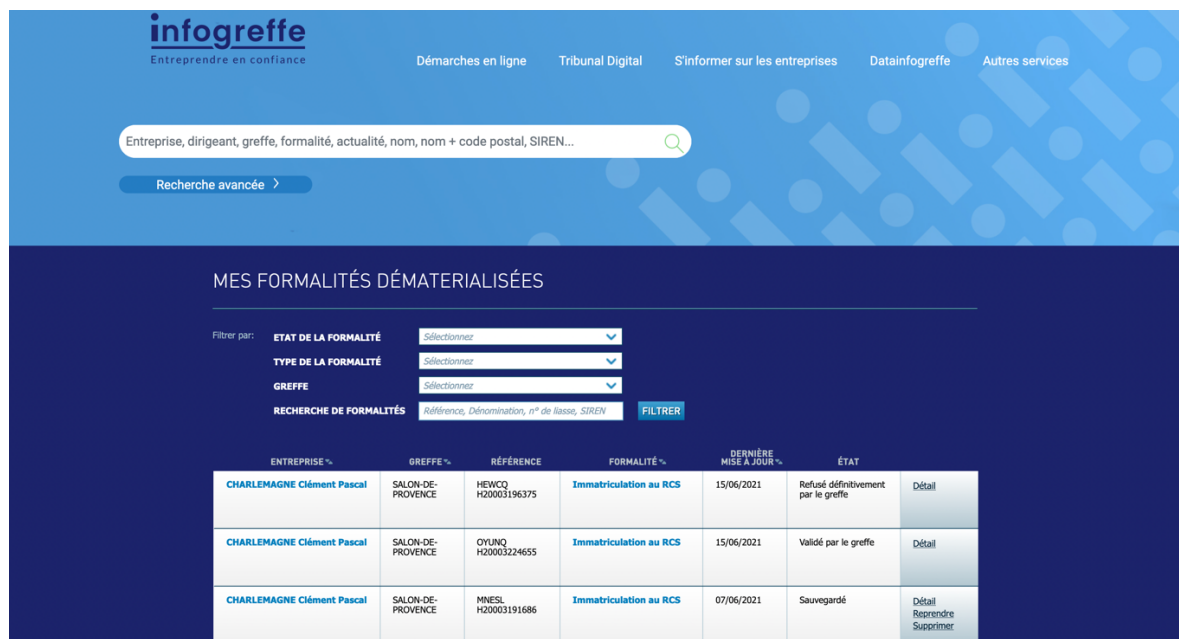 infogreffe
Entreprendre en confiance
Démarches en ligne Tribunal Digital S'informer sur les entreprises Datainfogreffe Autres services
Entreprise, dirigeant, greffe, formalité, actualité, nom, nom + code postal, SIREN...
Recherche avancée >
MES FORMALITÉS DÉMATERIALISÉES
Filtrer par: ETAT DE LA FORMALITÉ Sélectionnez
TYPE DE LA FORMALITÉ Sélectionnez
GREFFE Sélectionnez
RECHERCHE DE FORMALITÉS Référence, Dénomination, n° de liasse, SIREN FILTRER
ENTREPRISE GREFFE RÉFÉRENCE FORMALITÉ DERNIÈRE MISE À JOUR ÉTAT
CHARLEMAGNE Clément Pascal SALON-DE-PROVENCE HEWCQ H20003196375 Immatriculation au RCS 15/06/2021 Refusé définitivement par le greffe Détail
CHARLEMAGNE Clément Pascal SALON-DE-PROVENCE OYUNQ H20003224655 Immatriculation au RCS 15/06/2021 Validé par le greffe Détail
CHARLEMAGNE Clément Pascal SALON-DE-PROVENCE MNESL H20003191686 Immatriculation au RCS 07/06/2021 Sauvegardé Détail
Reprendre
Supprimer